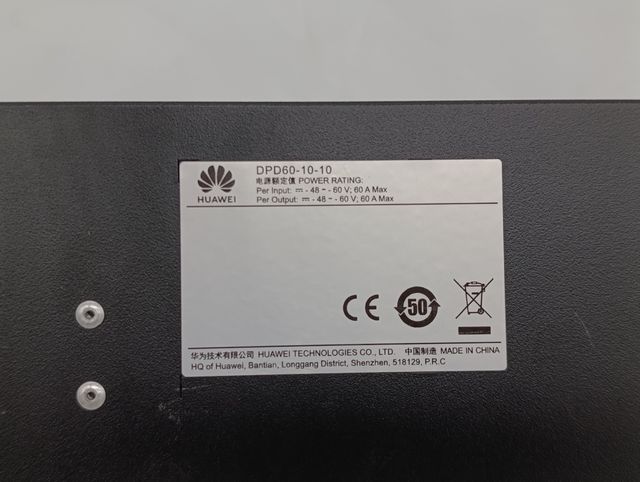 HUAWEI
DPD60-10-10
电源额定值 POWER RATING:
Per Input: ⎓ - 48 - - 60 V; 60 A Max
Per Output: ⎓ - 48 - - 60 V; 60 A Max
CE
50
华为技术有限公司 HUAWEI TECHNOLOGIES CO., LTD. 中国制造 MADE IN CHINA
HQ of Huawei, Bantian, Longgang District, Shenzhen, 518129, P.R.C